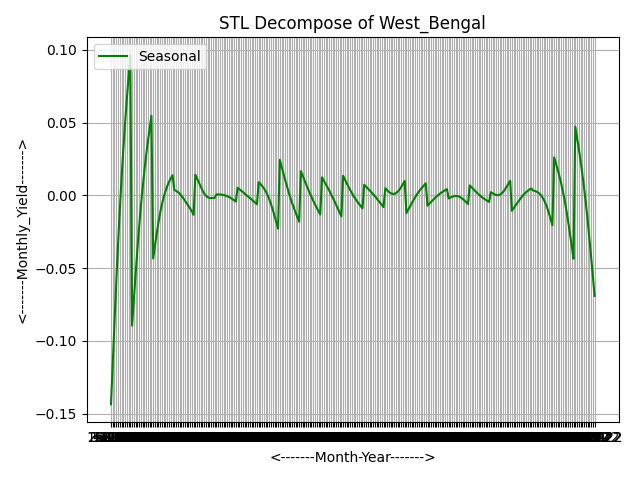 STL Decompose of West_Bengal
Seasonal
0.10
0.05
0.00
−0.05
−0.10
−0.15
<------Monthly_Yield------->
<-------Month-Year------->